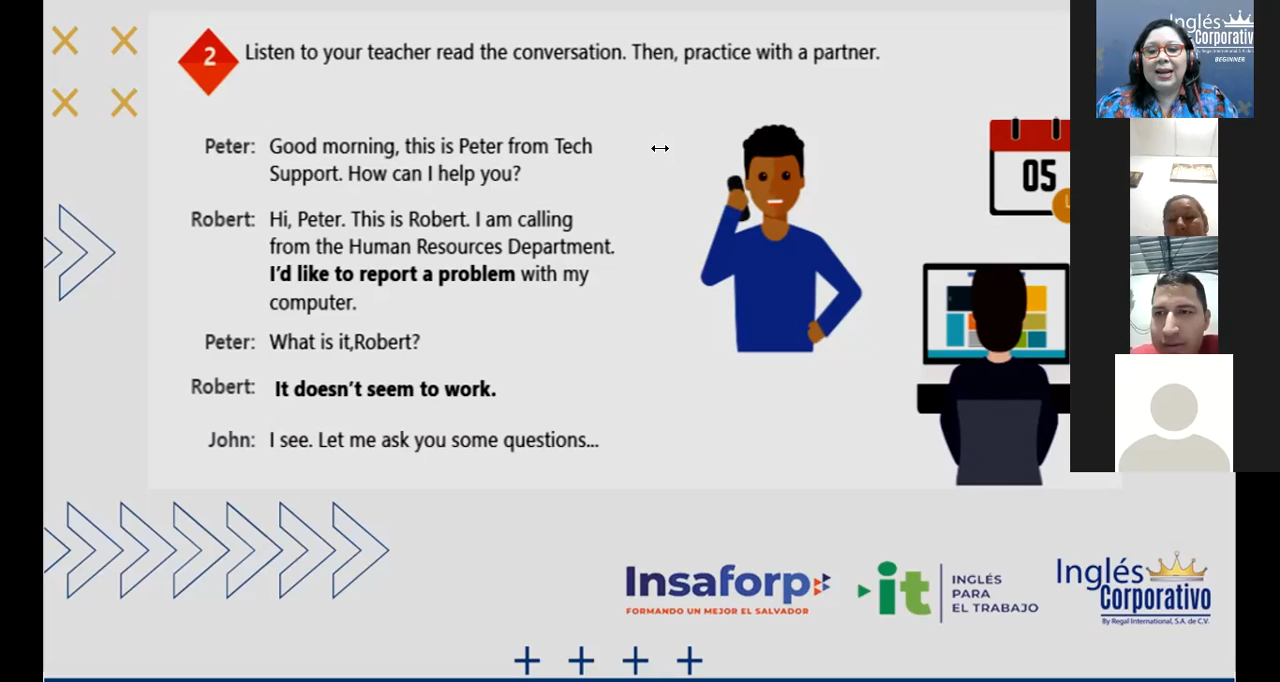 2
Listen to your teacher read the conversation. Then, practice with a partner.
Peter: Good morning, this is Peter from Tech
Support. How can I help you?
Robert: Hi, Peter. This is Robert. I am calling
from the Human Resources Department.
I'd like to report a problem with my
computer.
Peter: What is it,Robert?
Robert: It doesn't seem to work.
John: I see. Let me ask you some questions...
05
Inglés
Corporativ
BEGINNER
Insaforp
FORMANDO UN MEJOR EL SALVADOR
it
INGLÉS
PARA
EL TRABAJO
Inglés
Corporativo
By Regal International, S.A. de C.V.